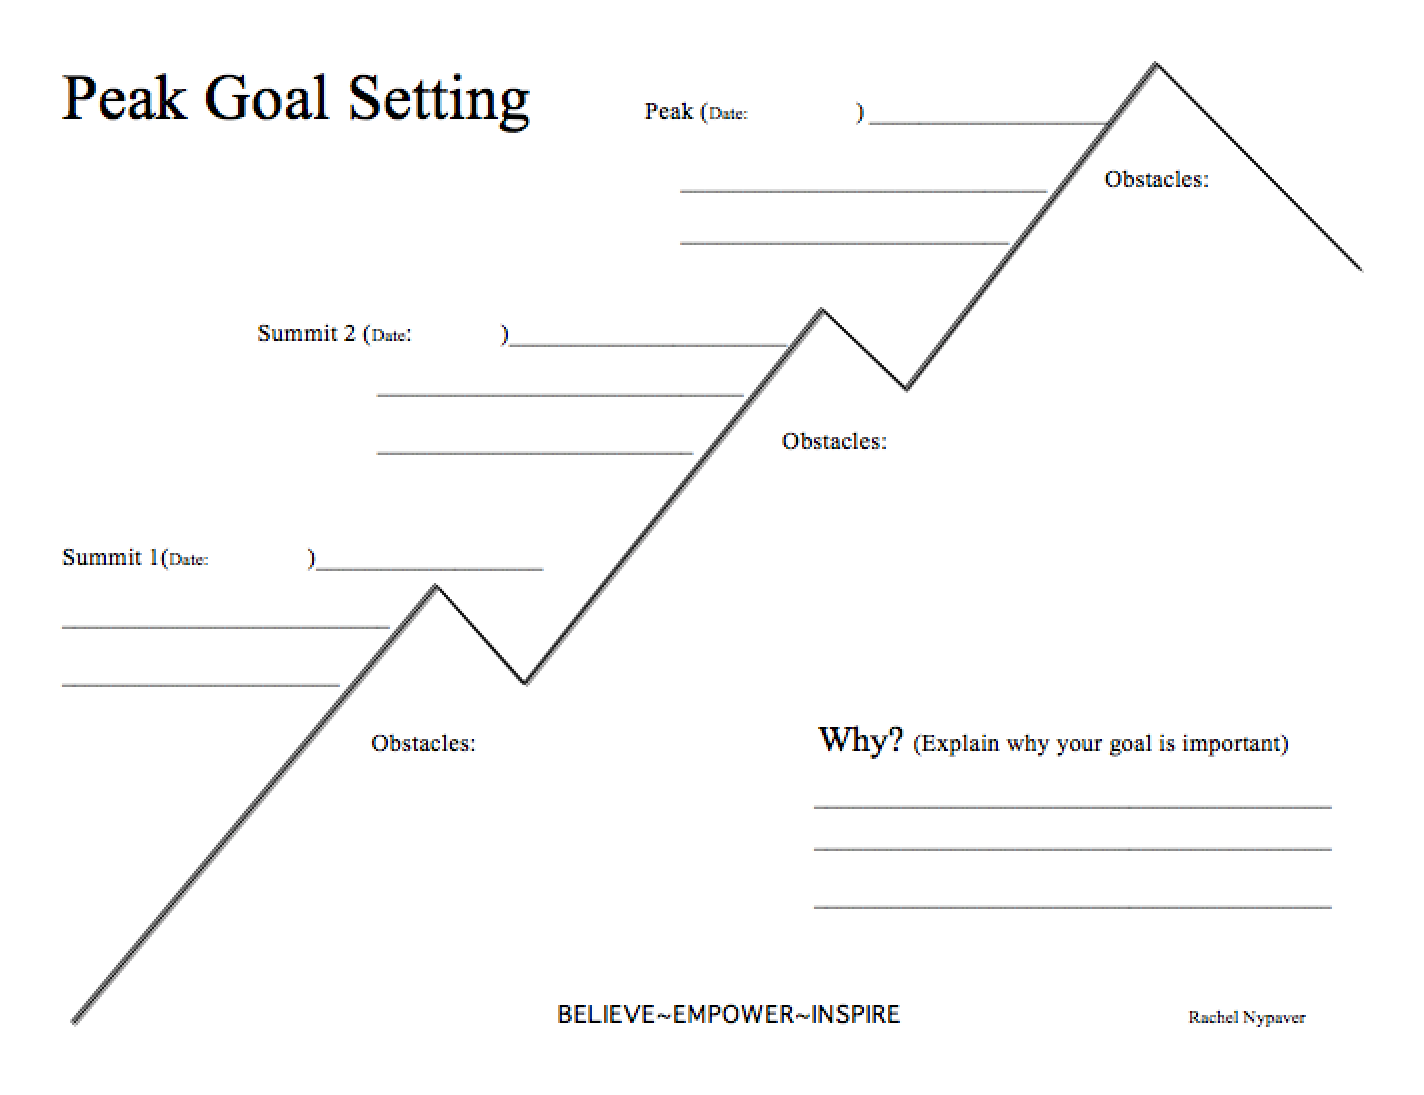 Peak Goal Setting
Peak (Date: )
Obstacles:
Summit 2 (Date: )
Obstacles:
Summit 1(Date: )
Obstacles:
Why? (Explain why your goal is important)
BELIEVE~EMPOWER~INSPIRE
Rachel Nypaver